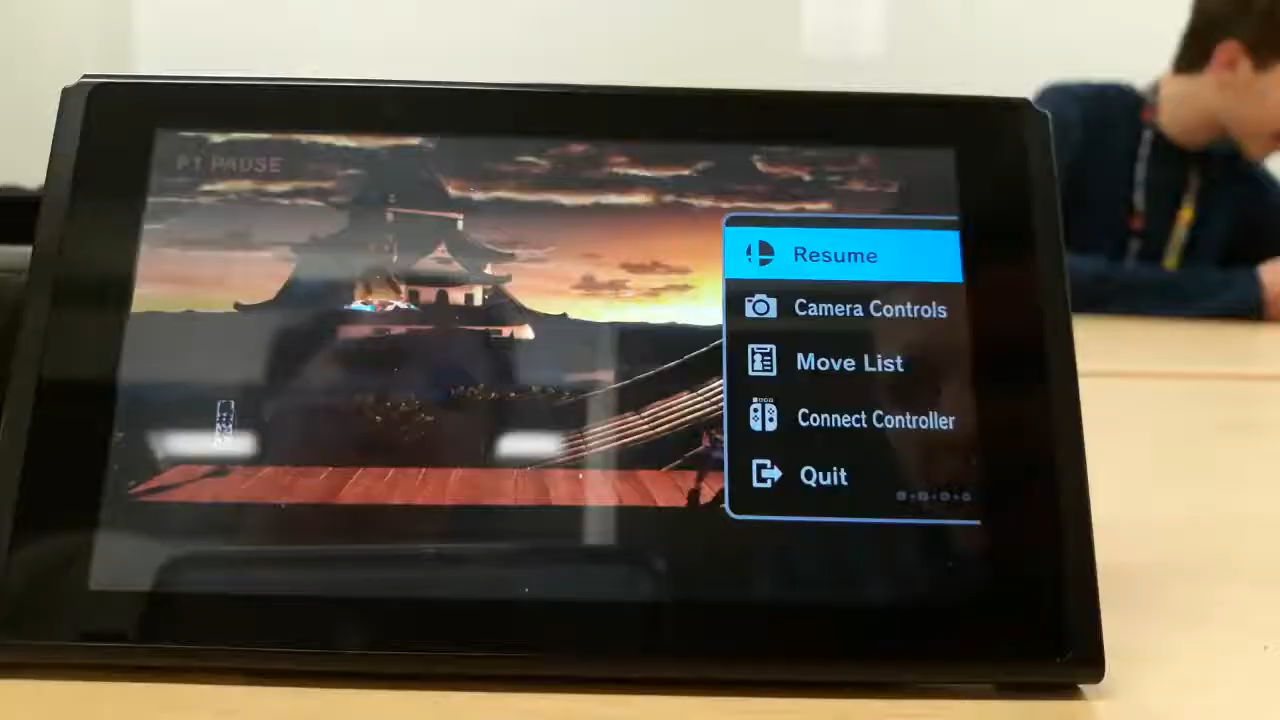 P1 PAUSE
Resume
Camera Controls
Move List
Connect Controller
Quit